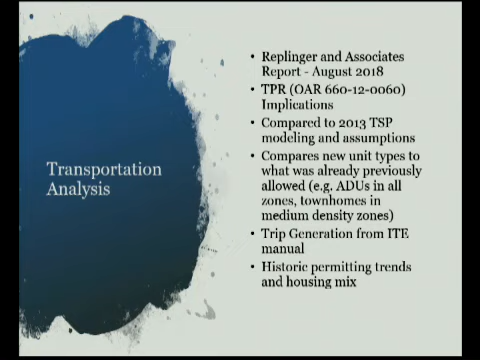 Transportation
Analysis
• Replinger and Associates
Report - August 2018
• TPR (OAR 660-12-0060)
Implications
• Compared to 2013 TSP
modeling and assumptions
• Compares new unit types to
what was already previously
allowed (e.g. ADUs in all
zones, townhomes in
medium density zones)
• Trip Generation from ITE
manual
• Historic permitting trends
and housing mix